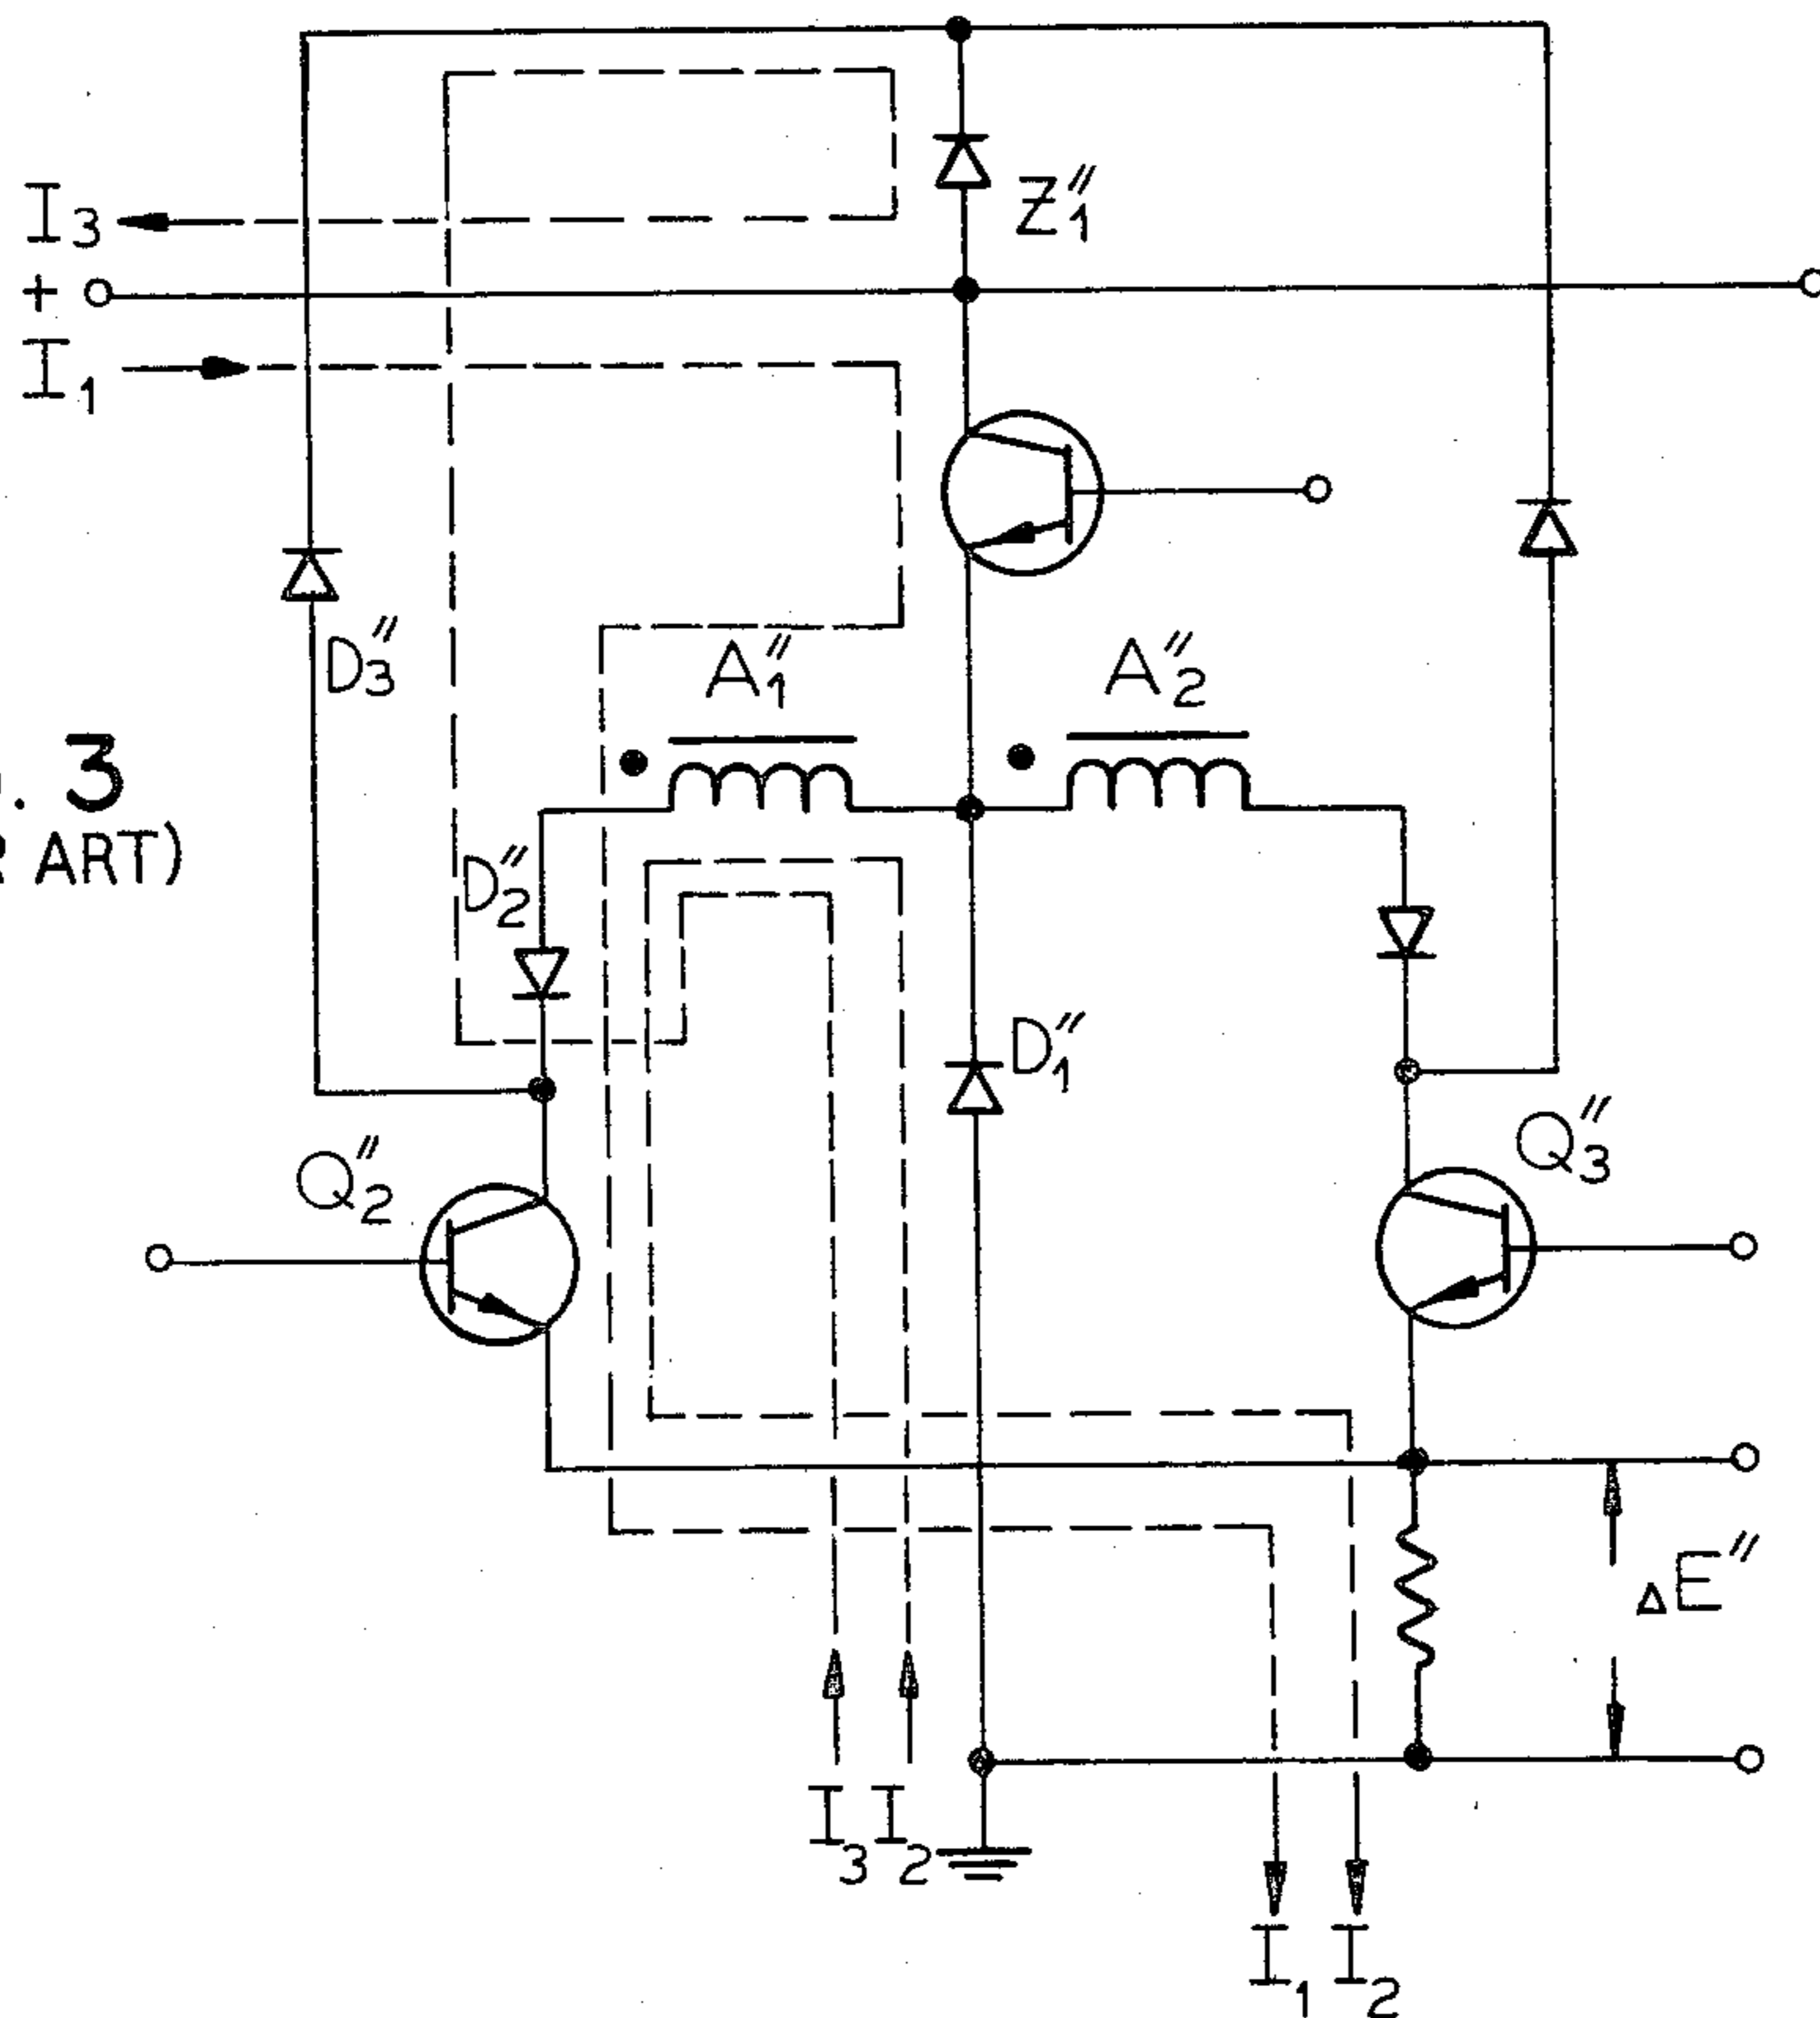 Z₁″
I₃
+
I₁
D₃″
A₁″
A₂″
. 3
ART)
D₂″
D₁″
Q₂″
Q₃″
ΔE″
I₃ I₂
I₁ I₂